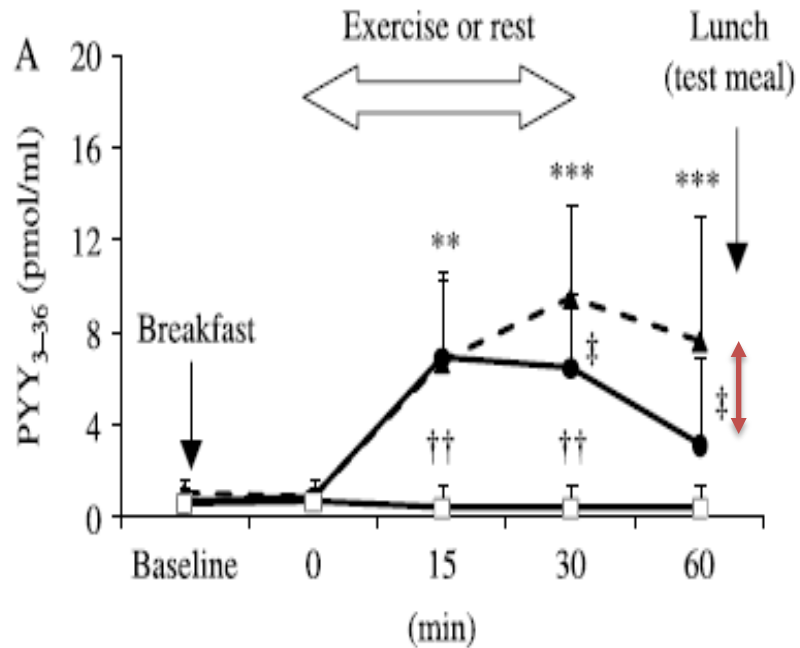 A
Exercise or rest
Lunch
(test meal)
20
16
12
8
4
0
PYY3–36 (pmol/ml)
Breakfast
**
***
***
‡
‡
††
††
Baseline 0 15 30 60
(min)